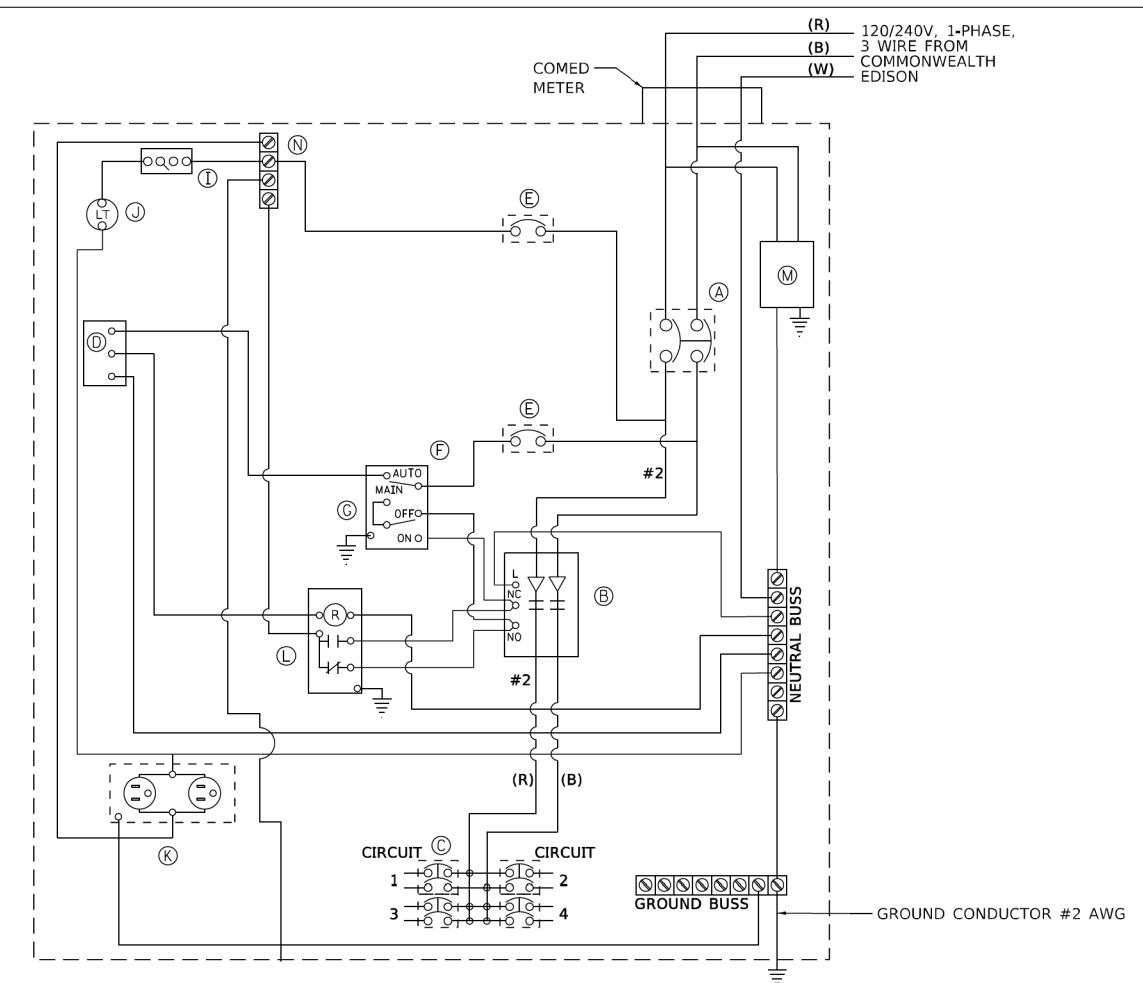 (R)
120/240V, 1-PHASE,
(B)
3 WIRE FROM
COMMONWEALTH
(W)
EDISON
COMED
METER
N
I
J
LT
E
M
A
D
E
F
#2
AUTO
MAIN
G
OFF
ON
L
NC
NO
B
R
L
NEUTRAL BUSS
#2
(R)
(B)
K
C
CIRCUIT
CIRCUIT
1
2
3
4
GROUND BUSS
GROUND CONDUCTOR #2 AWG